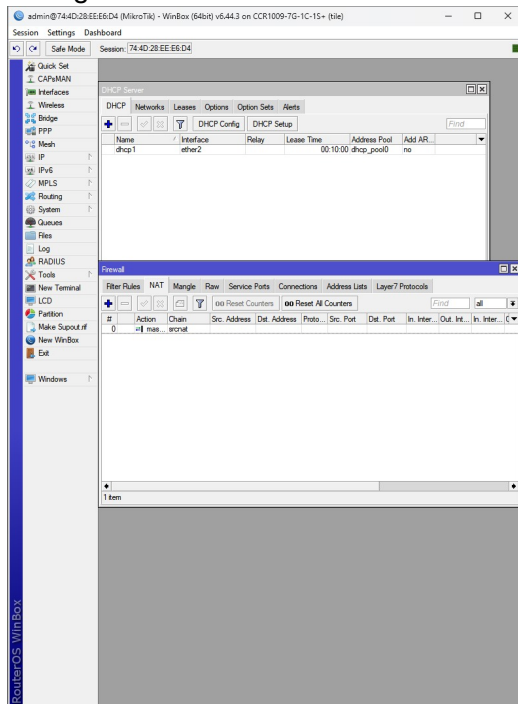 admin@74:4D:28:EE:E6:D4 (MikroTik) - WinBox (64bit) v6.44.3 on CCR1009-7G-1C-1S+ (tile)
Session Settings Dashboard
Safe Mode Session: 74:4D:28:EE:E6:D4
Quick Set
CAPsMAN
Interfaces
Wireless
Bridge
PPP
Mesh
IP
IPv6
MPLS
Routing
System
Queues
Files
Log
RADIUS
Tools
New Terminal
LCD
Partition
Make Supout.rif
New WinBox
Exit
Windows
RouterOS WinBox
DHCP Server
DHCP Networks Leases Options Option Sets Alerts
DHCP Config DHCP Setup Find
Name Interface Relay Lease Time Address Pool Add AR...
dhcp1 ether2 00:10:00 dhcp_pool0 no
Firewall
Filter Rules NAT Mangle Raw Service Ports Connections Address Lists Layer7 Protocols
00 Reset Counters 00 Reset All Counters Find all
# Action Chain Src. Address Dst. Address Proto... Src. Port Dst. Port In. Inter... Out. Int... In. Inter...
0 mas... srcnat
1 item